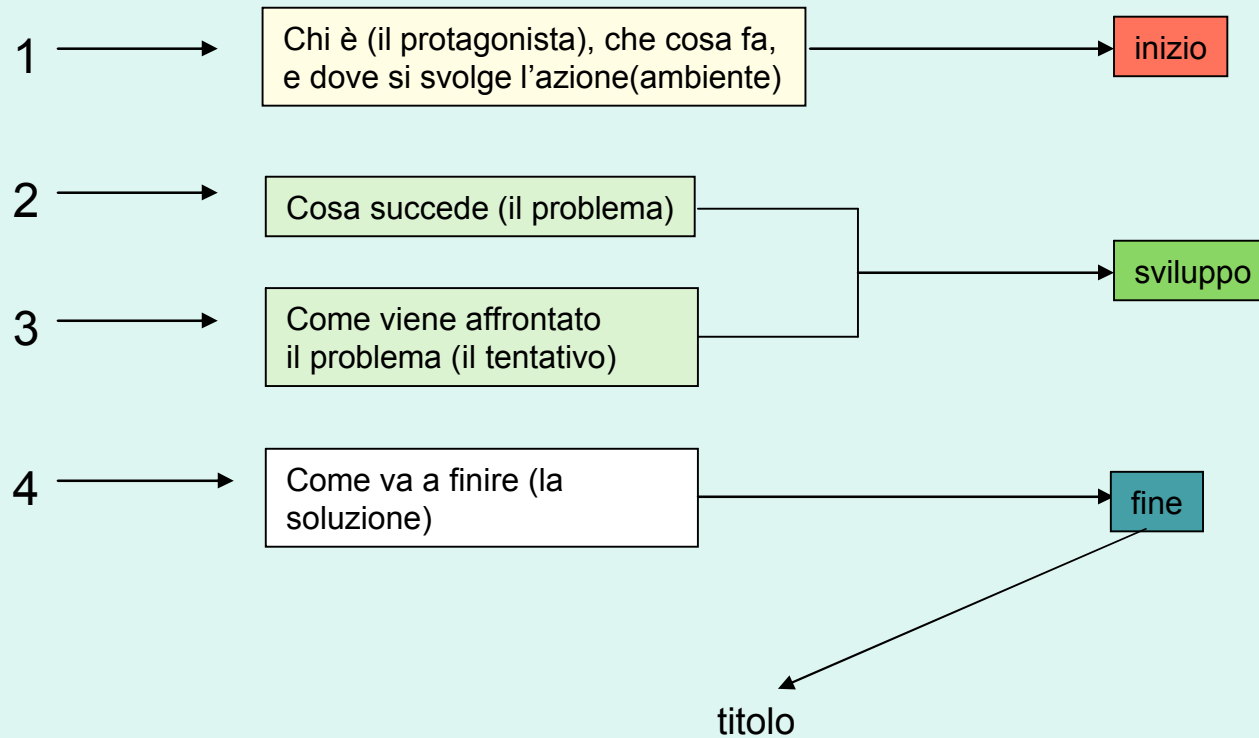 1
Chi è (il protagonista), che cosa fa,
e dove si svolge l’azione(ambiente)
inizio
2
Cosa succede (il problema)
sviluppo
3
Come viene affrontato
il problema (il tentativo)
4
Come va a finire (la
soluzione)
fine
titolo